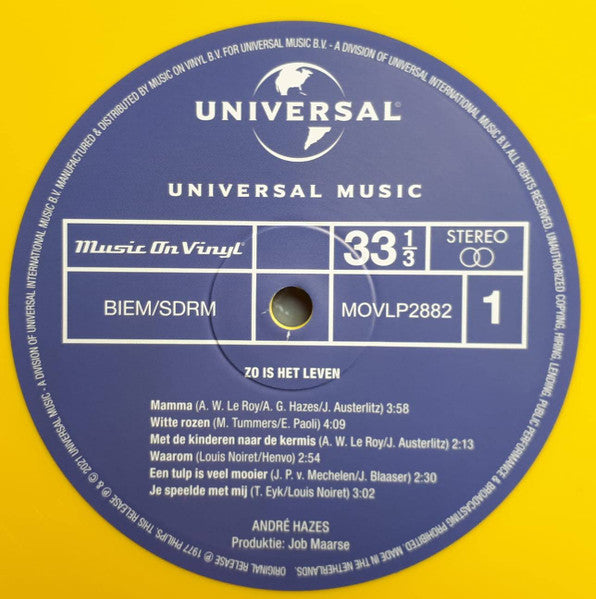 MANUFACTURED & DISTRIBUTED BY MUSIC ON VINYL B.V. FOR UNIVERSAL MUSIC B.V. - A DIVISION OF UNIVERSAL INTERNATIONAL MUSIC B.V. ALL RIGHTS RESERVED. UNAUTHORIZED COPYING, HIRING, LENDING, PUBLIC PERFORMANCE & BROADCASTING PROHIBITED. MADE IN THE NETHERLANDS.
UNIVERSAL®
UNIVERSAL MUSIC
Music On Vinyl®
33 1/3
STEREO
BIEM/SDRM
MOVLP2882
1
ZO IS HET LEVEN
Mamma (A. W. Le Roy/A. G. Hazes/J. Austerlitz) 3:58
Witte rozen (M. Tummers/E. Paoli) 4:09
Met de kinderen naar de kermis (A. W. Le Roy/J. Austerlitz) 2:13
Waarom (Louis Noiret/Henvo) 2:54
Een tulp is veel mooier (J. P. v. Mechelen/J. Blaaser) 2:30
Je speelde met mij (T. Eyk/Louis Noiret) 3:02
ANDRÉ HAZES
Produktie: Job Maarse
ORIGINAL RELEASE ℗ 1977 PHILIPS. THIS RELEASE ℗ & © 2021 UNIVERSAL MUSIC - A DIVISION OF UNIVERSAL INTERNATIONAL MUSIC B.V.